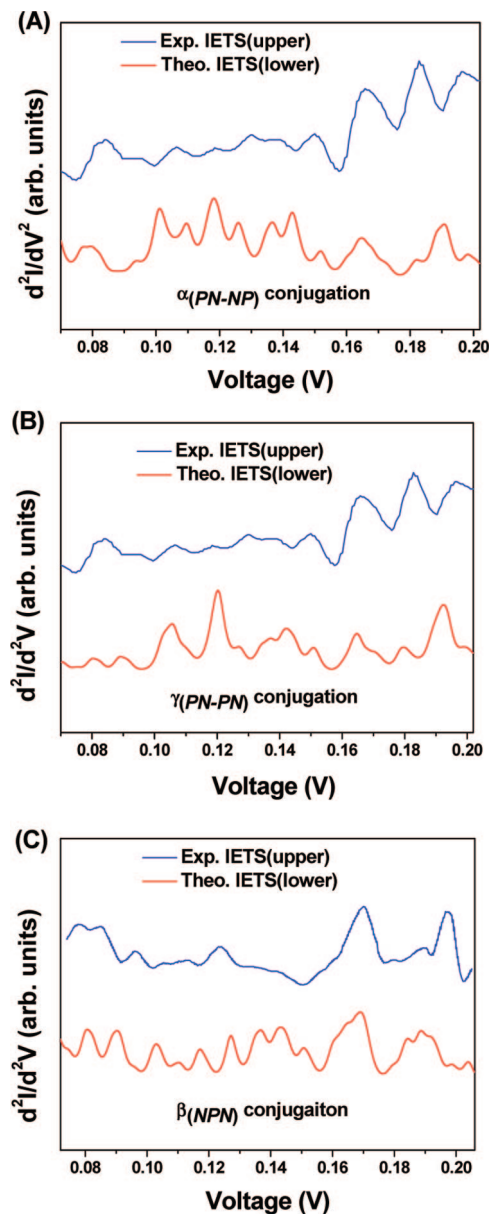 (A)
Exp. IETS(upper)
Theo. IETS(lower)
d²I/dV² (arb. units)
α(PN-NP) conjugation
0.08 0.10 0.12 0.14 0.16 0.18 0.20
Voltage (V)
(B)
Exp. IETS(upper)
Theo. IETS(lower)
d²I/d²V (arb. units)
γ(PN-PN) conjugation
0.08 0.10 0.12 0.14 0.16 0.18 0.20
Voltage (V)
(C)
Exp. IETS(upper)
Theo. IETS(lower)
d²I/d²V (arb. units)
β(NPN) conjugaiton
0.08 0.10 0.12 0.14 0.16 0.18 0.20
Voltage (V)